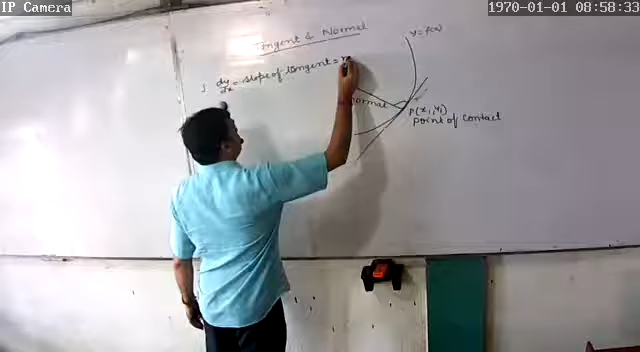 IP Camera
1970-01-01 08:58:33
Tangent & Normal
y = f(x)
1. dy/dx = slope of tangent = m
Normal
P(x₁, y₁)
Point of contact